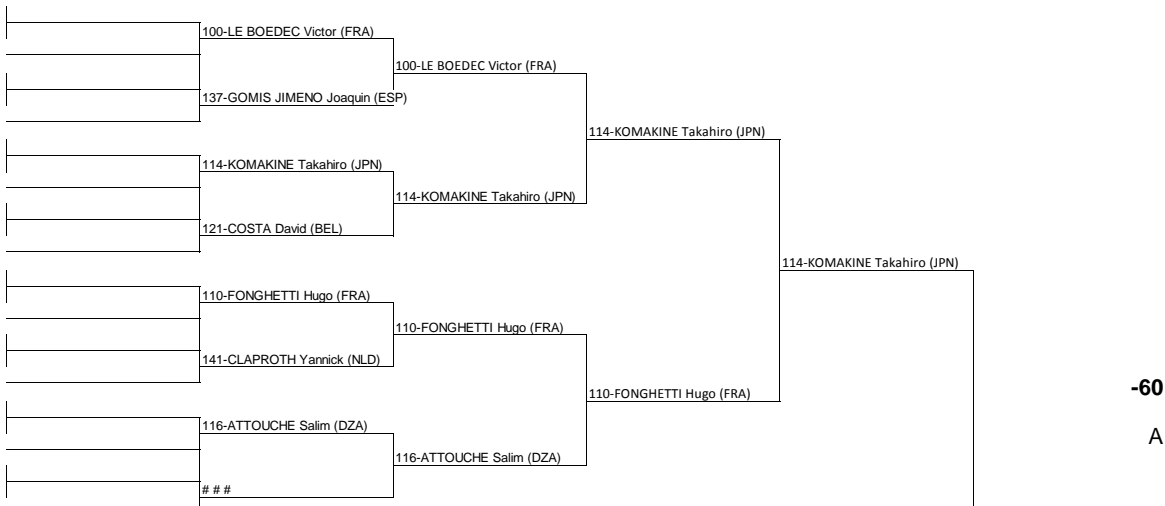 100-LE BOEDEC Victor (FRA)
100-LE BOEDEC Victor (FRA)
137-GOMIS JIMENO Joaquin (ESP)
114-KOMAKINE Takahiro (JPN)
114-KOMAKINE Takahiro (JPN)
114-KOMAKINE Takahiro (JPN)
121-COSTA David (BEL)
114-KOMAKINE Takahiro (JPN)
110-FONGHETTI Hugo (FRA)
110-FONGHETTI Hugo (FRA)
141-CLAPROTH Yannick (NLD)
110-FONGHETTI Hugo (FRA)
-60
116-ATTOUCHE Salim (DZA)
A
116-ATTOUCHE Salim (DZA)
# # #